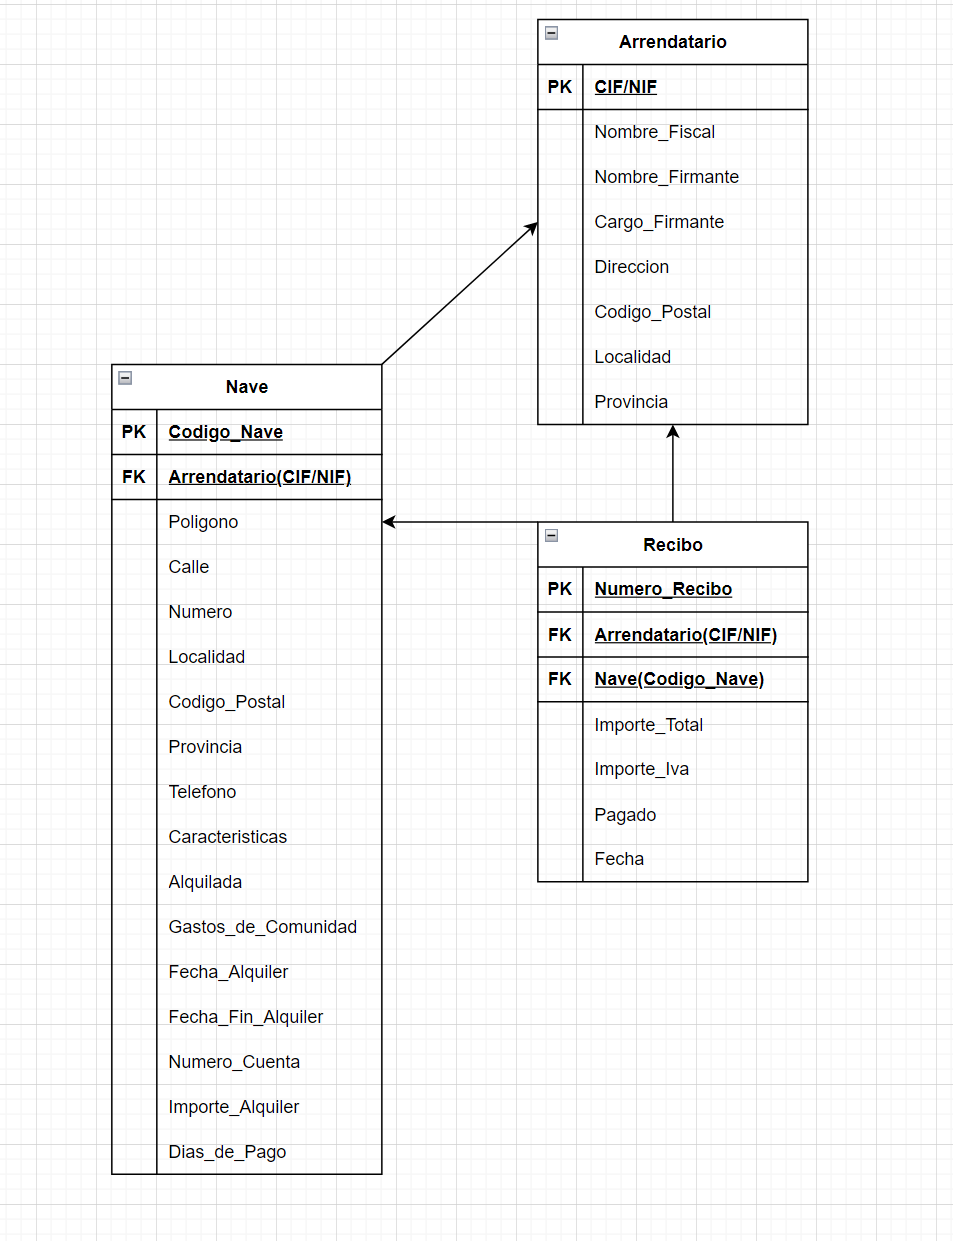 Arrendatario
PK CIF/NIF
Nombre_Fiscal
Nombre_Firmante
Cargo_Firmante
Direccion
Codigo_Postal
Localidad
Provincia
Nave
PK Codigo_Nave
FK Arrendatario(CIF/NIF)
Poligono
Calle
Numero
Localidad
Codigo_Postal
Provincia
Telefono
Caracteristicas
Alquilada
Gastos_de_Comunidad
Fecha_Alquiler
Fecha_Fin_Alquiler
Numero_Cuenta
Importe_Alquiler
Dias_de_Pago
Recibo
PK Numero_Recibo
FK Arrendatario(CIF/NIF)
FK Nave(Codigo_Nave)
Importe_Total
Importe_Iva
Pagado
Fecha